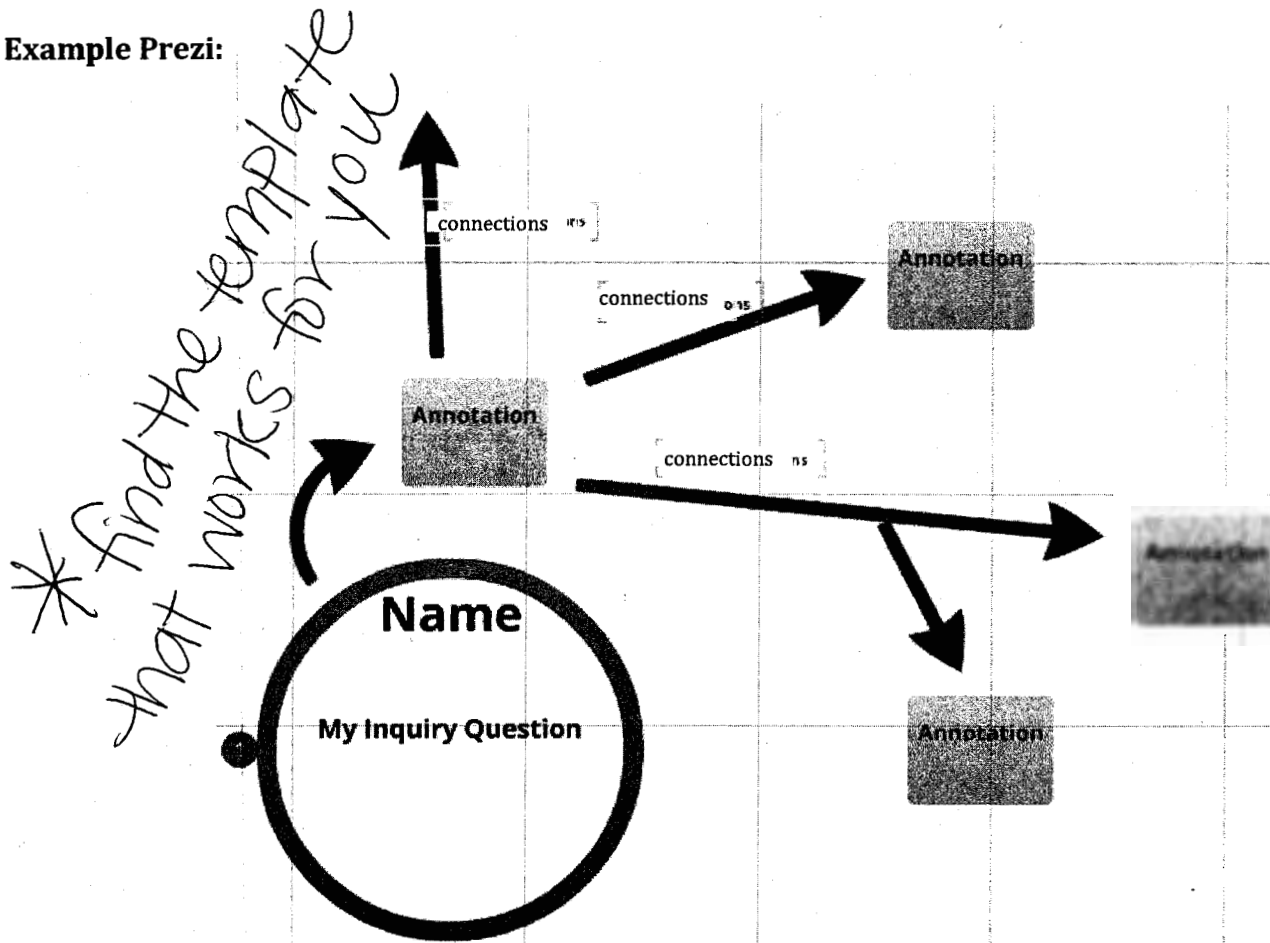 Example Prezi:
* find the template
that works for you
connections
Annotation
connections
Annotation
connections
Annotation
Name
My Inquiry Question
Annotation